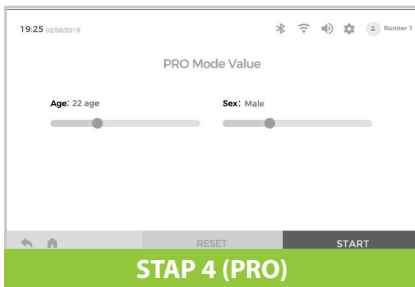 19:25 02/08/2019 Runner 1
PRO Mode Value
Age: 22 age Sex: Male
RESET START
STAP 4 (PRO)